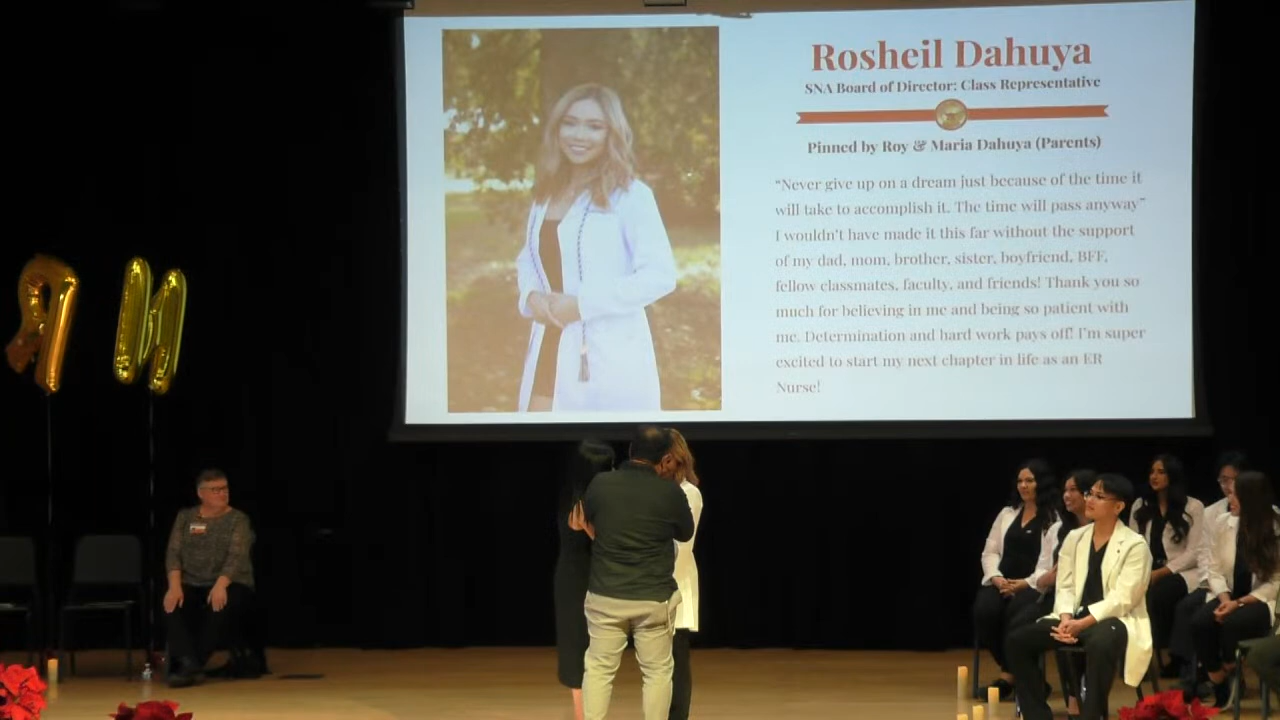 Rosheil Dahuya
SNA Board of Director: Class Representative
Pinned by Roy & Maria Dahuya (Parents)
“Never give up on a dream just because of the time it
will take to accomplish it. The time will pass anyway”
I wouldn’t have made it this far without the support
of my dad, mom, brother, sister, boyfriend, BFF,
fellow classmates, faculty, and friends! Thank you so
much for believing in me and being so patient with
me. Determination and hard work pays off! I’m super
excited to start my next chapter in life as an ER
Nurse!
R N